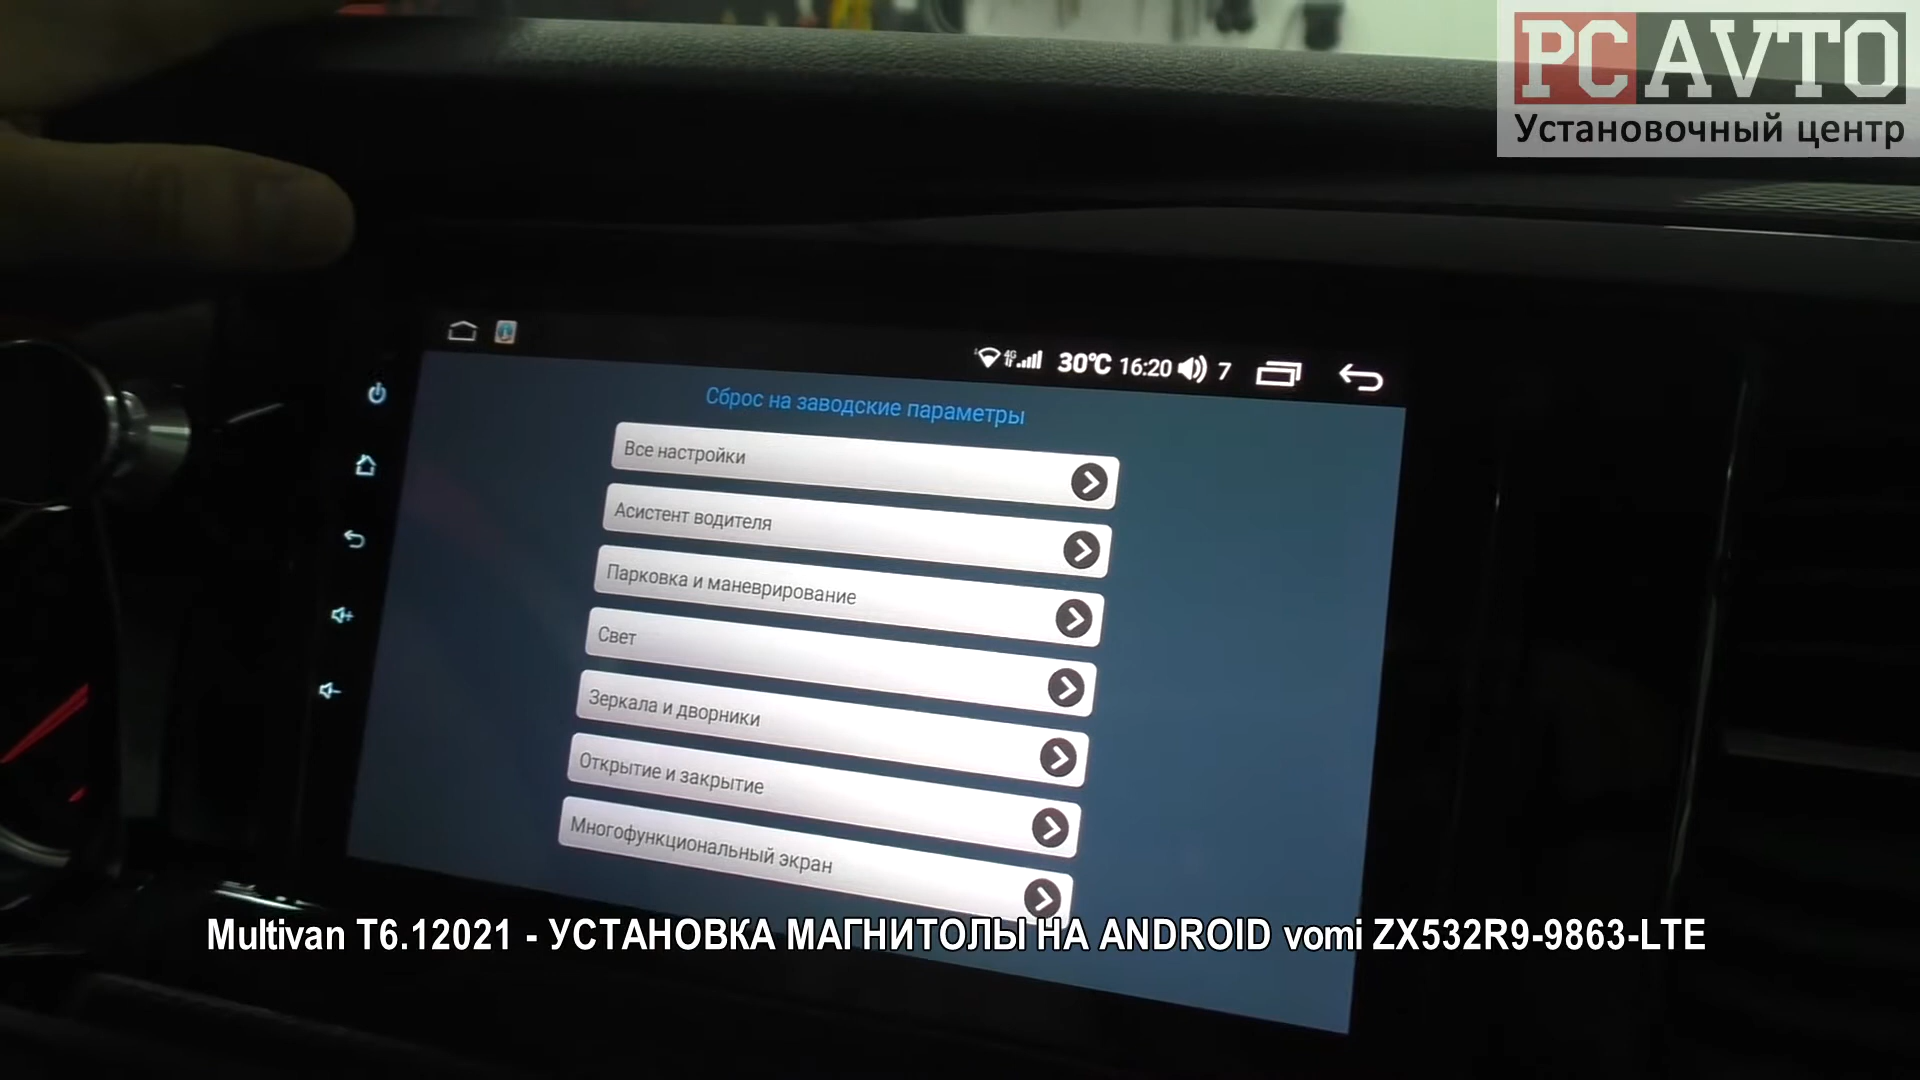 PC AVTO
Установочный центр
4G 30°C 16:20 7
Сброс на заводские параметры
Все настройки
Асистент водителя
Парковка и маневрирование
Свет
Зеркала и дворники
Открытие и закрытие
Многофункциональный экран
Multivan T6.12021 - УСТАНОВКА МАГНИТОЛЫ НА ANDROID vomi ZX532R9-9863-LTE